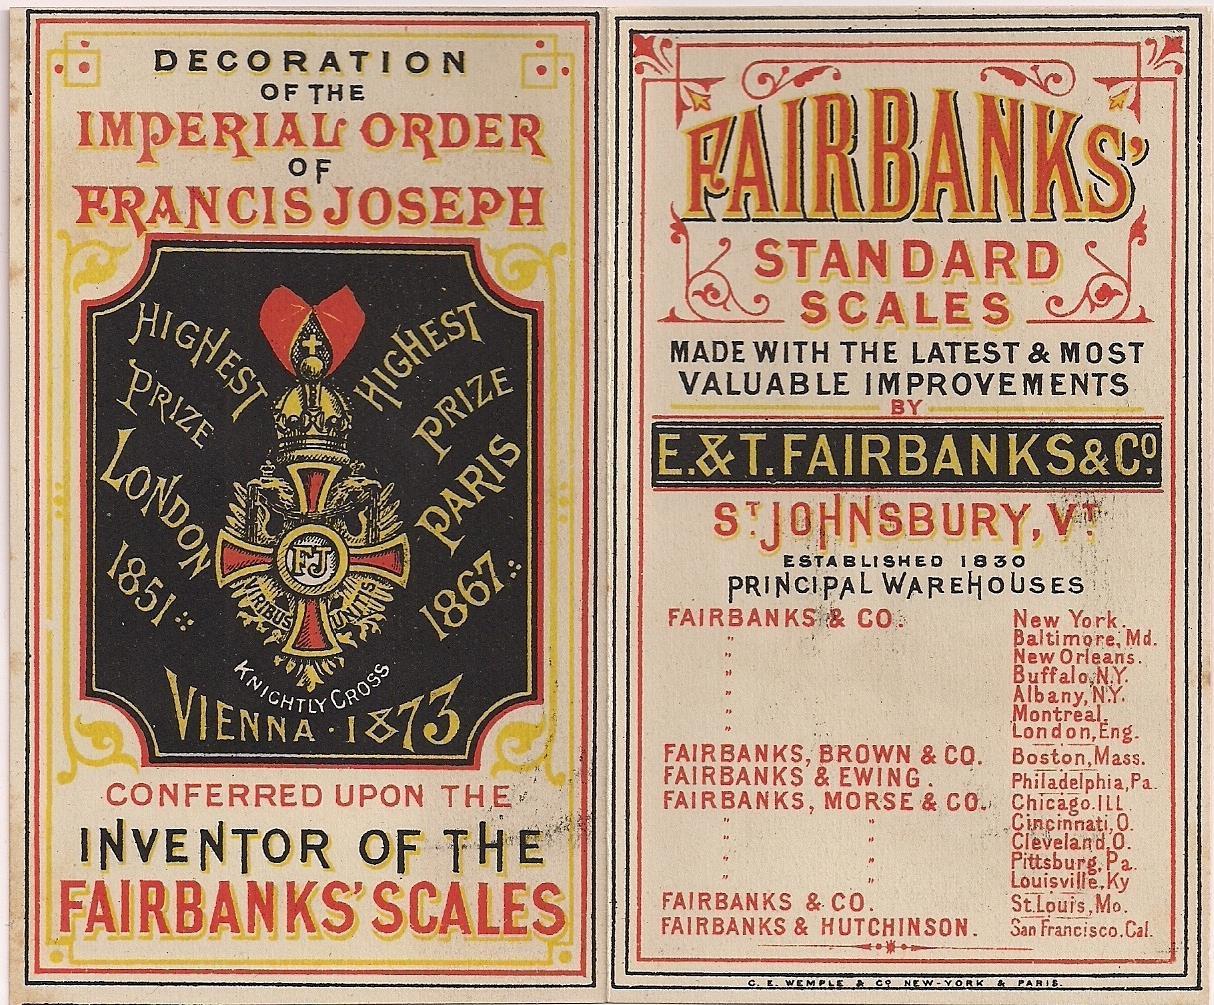 DECORATION
OF THE
IMPERIAL ORDER
OF
FRANCIS JOSEPH
HIGHEST
PRIZE
LONDON
1851
HIGHEST
PRIZE
PARIS
1867
FJ
VIRIBUS UNITIS
KNIGHTLY CROSS
VIENNA · 1873
CONFERRED UPON THE
INVENTOR OF THE
FAIRBANKS' SCALES
FAIRBANKS'
STANDARD
SCALES
MADE WITH THE LATEST & MOST
VALUABLE IMPROVEMENTS
BY
E. & T. FAIRBANKS & CO.
ST JOHNSBURY, VT.
ESTABLISHED 1830
PRINCIPAL WAREHOUSES
FAIRBANKS & CO. New York.
" Baltimore, Md.
" New Orleans.
" Buffalo, N.Y.
" Albany, N.Y.
" Montreal.
" London, Eng.
FAIRBANKS, BROWN & CO. Boston, Mass.
FAIRBANKS & EWING. Philadelphia, Pa.
FAIRBANKS, MORSE & CO. Chicago. ILL.
" " Cincinnati, O.
" " Cleveland, O.
" " Pittsburg, Pa.
" " Louisville, Ky
FAIRBANKS & CO. St. Louis, Mo.
FAIRBANKS & HUTCHINSON. San Francisco, Cal.
C. E. WEMPLE & CO NEW-YORK & PARIS.